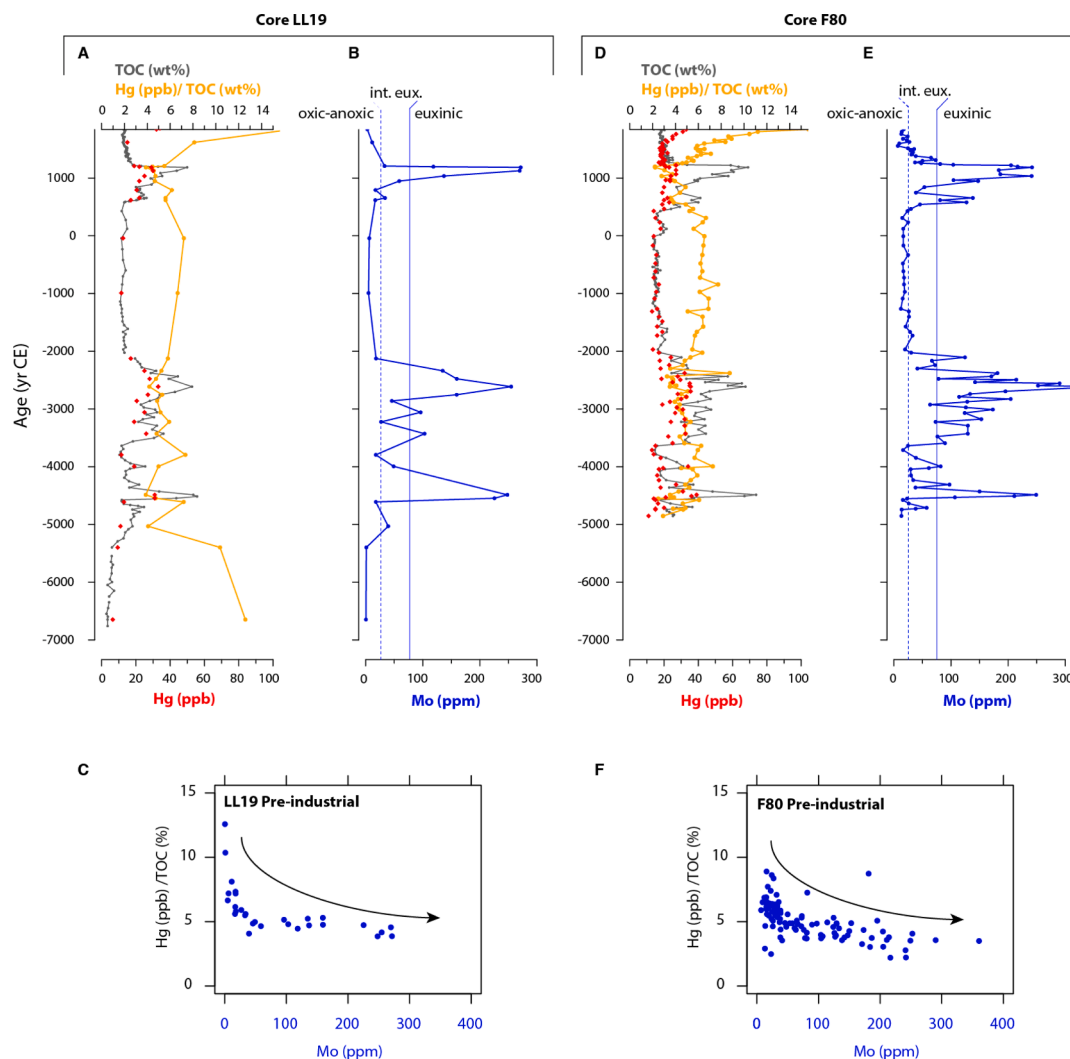 Core LL19
Core F80
A
B
D
E
TOC (wt%)
Hg (ppb)/ TOC (wt%)
0 2 4 6 8 10 12 14
int. eux.
oxic-anoxic
euxinic
TOC (wt%)
Hg (ppb)/ TOC (wt%)
0 2 4 6 8 10 12 14
int. eux.
oxic-anoxic
euxinic
Age (yr CE)
1000
0
-1000
-2000
-3000
-4000
-5000
-6000
-7000
1000
0
-1000
-2000
-3000
-4000
-5000
-6000
-7000
0 20 40 60 80 100
Hg (ppb)
0 100 200 300
Mo (ppm)
0 20 40 60 80 100
Hg (ppb)
0 100 200 300
Mo (ppm)
C
LL19 Pre-industrial
Hg (ppb) /TOC (%)
15
10
5
0
0 100 200 300 400
Mo (ppm)
F
F80 Pre-industrial
Hg (ppb) /TOC (%)
15
10
5
0
0 100 200 300 400
Mo (ppm)